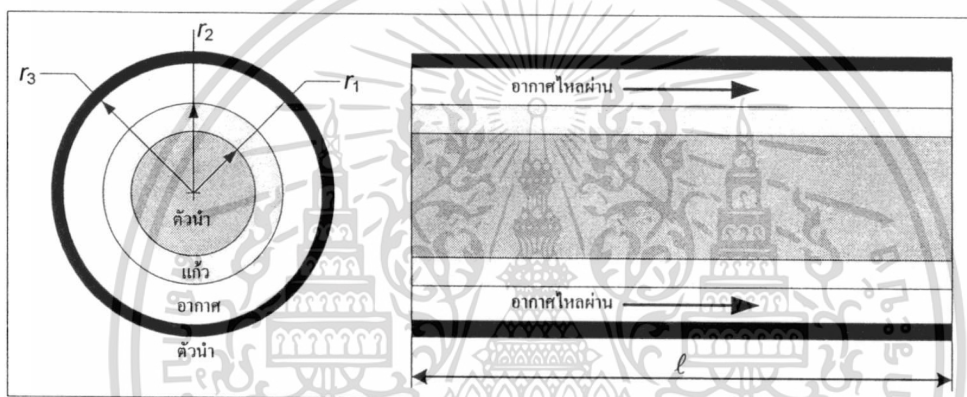 r₂
r₃
r₁
ตัวนำ
แก้ว
อากาศ
ตัวนำ
อากาศไหลผ่าน
อากาศไหลผ่าน
ℓ